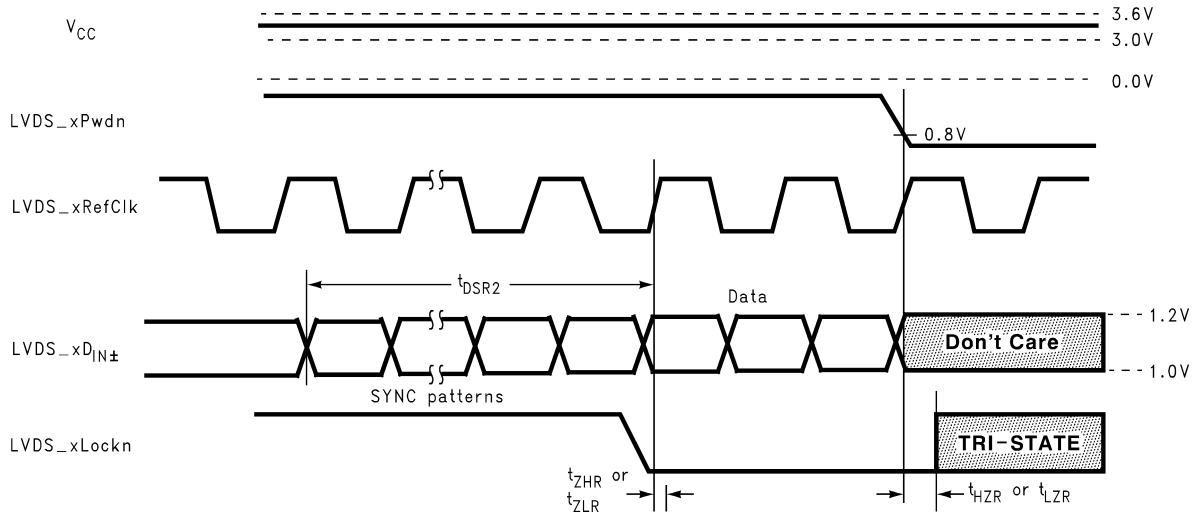 V_CC
3.6V
3.0V
0.0V
LVDS_xPwdn
0.8V
LVDS_xRefClk
t_DSR2
Data
LVDS_xD_IN±
Don't Care
1.2V
1.0V
SYNC patterns
LVDS_xLockn
TRI-STATE
t_ZHR or
t_ZLR
t_HZR or t_LZR